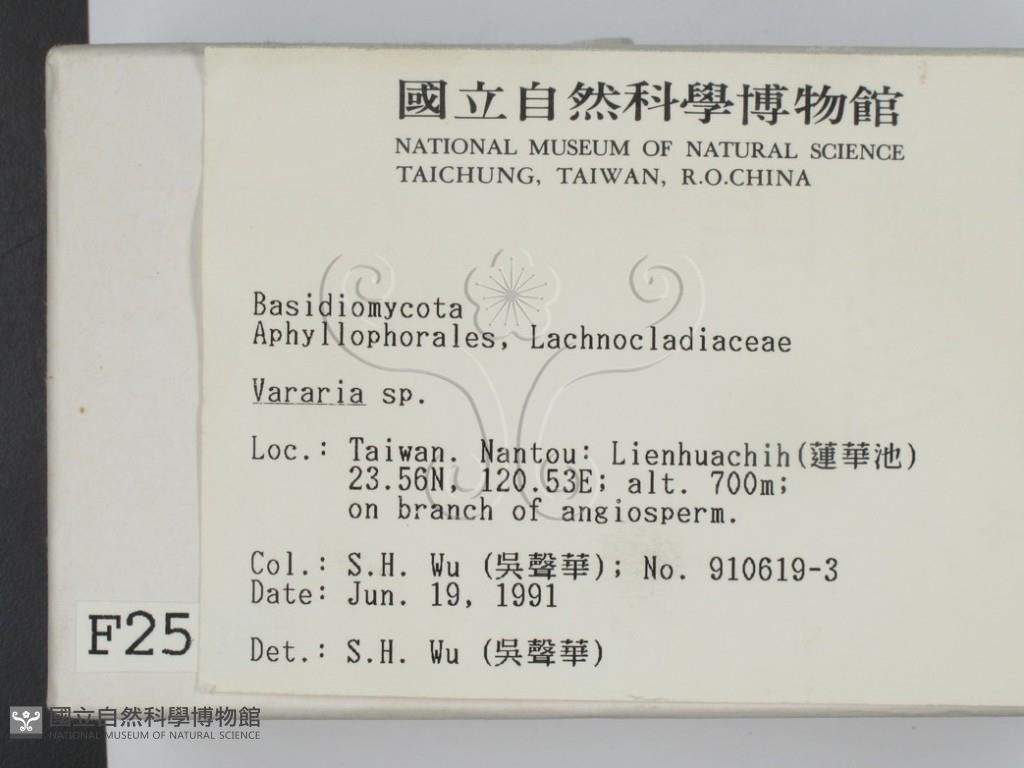 國立自然科學博物館
NATIONAL MUSEUM OF NATURAL SCIENCE
TAICHUNG, TAIWAN, R.O.CHINA
Basidiomycota
Aphyllophorales, Lachnocladiaceae
Vararia sp.
Loc.: Taiwan. Nantou: Lienhuachih(蓮華池)
23.56N, 120.53E; alt. 700m;
on branch of angiosperm.
Col.: S.H. Wu (吳聲華); No. 910619-3
Date: Jun. 19, 1991
Det.: S.H. Wu (吳聲華)
F25
國立自然科學博物館
NATIONAL MUSEUM OF NATURAL SCIENCE